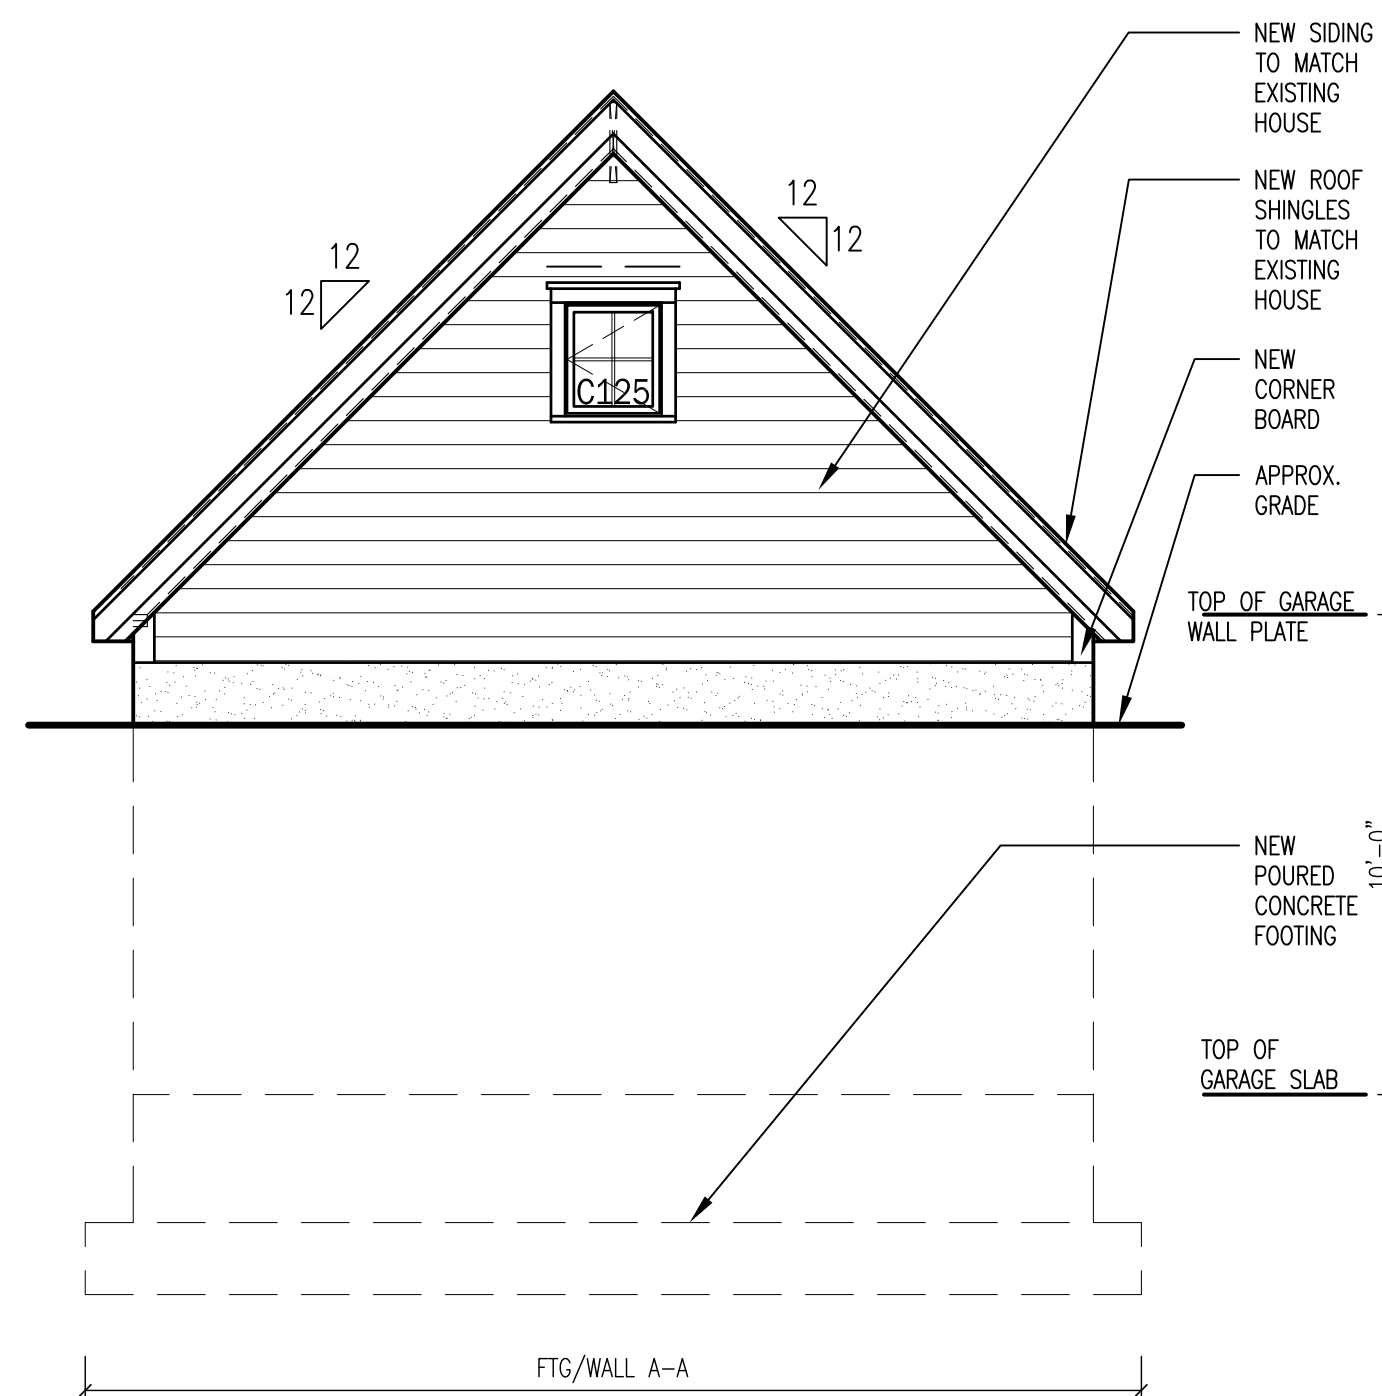 NEW SIDING
TO MATCH
EXISTING
HOUSE
NEW ROOF
SHINGLES
TO MATCH
EXISTING
HOUSE
12
12
12
12
C125
NEW
CORNER
BOARD
APPROX.
GRADE
TOP OF GARAGE
WALL PLATE
NEW
POURED
CONCRETE
FOOTING
10'-0"
TOP OF
GARAGE SLAB
FTG/WALL A-A